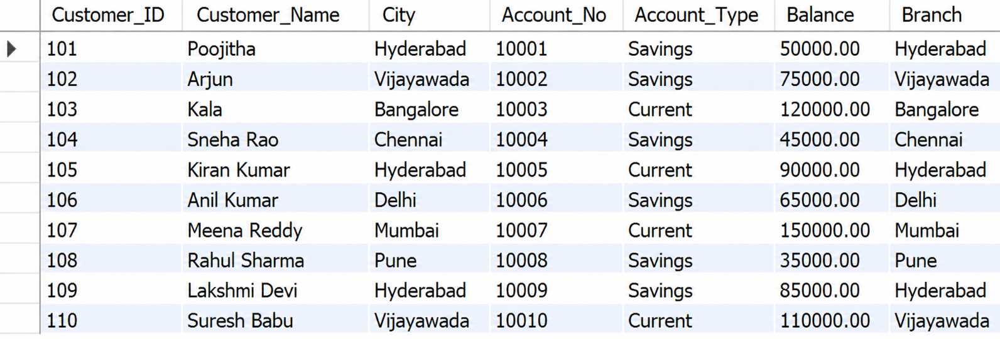 Customer_ID Customer_Name City Account_No Account_Type Balance Branch
101 Poojitha Hyderabad 10001 Savings 50000.00 Hyderabad
102 Arjun Vijayawada 10002 Savings 75000.00 Vijayawada
103 Kala Bangalore 10003 Current 120000.00 Bangalore
104 Sneha Rao Chennai 10004 Savings 45000.00 Chennai
105 Kiran Kumar Hyderabad 10005 Current 90000.00 Hyderabad
106 Anil Kumar Delhi 10006 Savings 65000.00 Delhi
107 Meena Reddy Mumbai 10007 Current 150000.00 Mumbai
108 Rahul Sharma Pune 10008 Savings 35000.00 Pune
109 Lakshmi Devi Hyderabad 10009 Savings 85000.00 Hyderabad
110 Suresh Babu Vijayawada 10010 Current 110000.00 Vijayawada